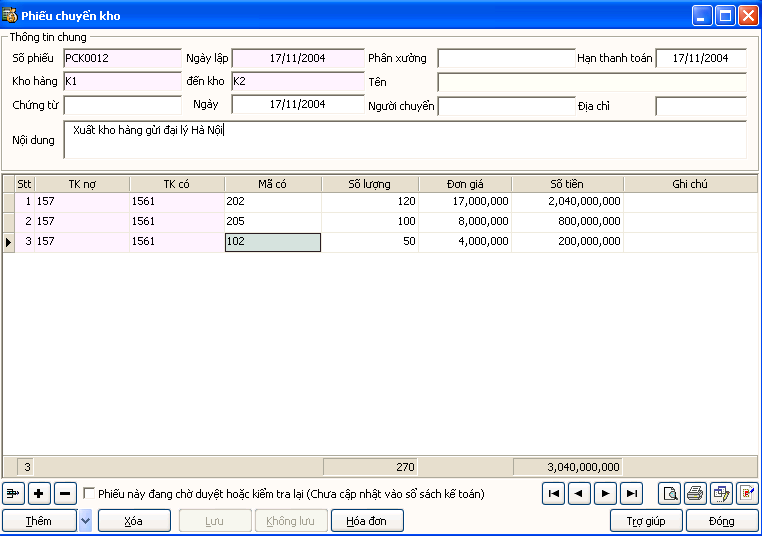 Phiếu chuyển kho
Thông tin chung
Số phiếu PCK0012 Ngày lập 17/11/2004 Phân xưởng Hạn thanh toán 17/11/2004
Kho hàng K1 đến kho K2 Tên
Chứng từ Ngày 17/11/2004 Người chuyển Địa chỉ
Nội dung Xuất kho hàng gửi đại lý Hà Nội
Stt TK nợ TK có Mã có Số lượng Đơn giá Số tiền Ghi chú
1 157 1561 202 120 17,000,000 2,040,000,000
2 157 1561 205 100 8,000,000 800,000,000
3 157 1561 102 50 4,000,000 200,000,000
3 270 3,040,000,000
Phiếu này đang chờ duyệt hoặc kiểm tra lại (Chưa cập nhật vào sổ sách kế toán)
Thêm Xóa Lưu Không lưu Hóa đơn Trợ giúp Đóng